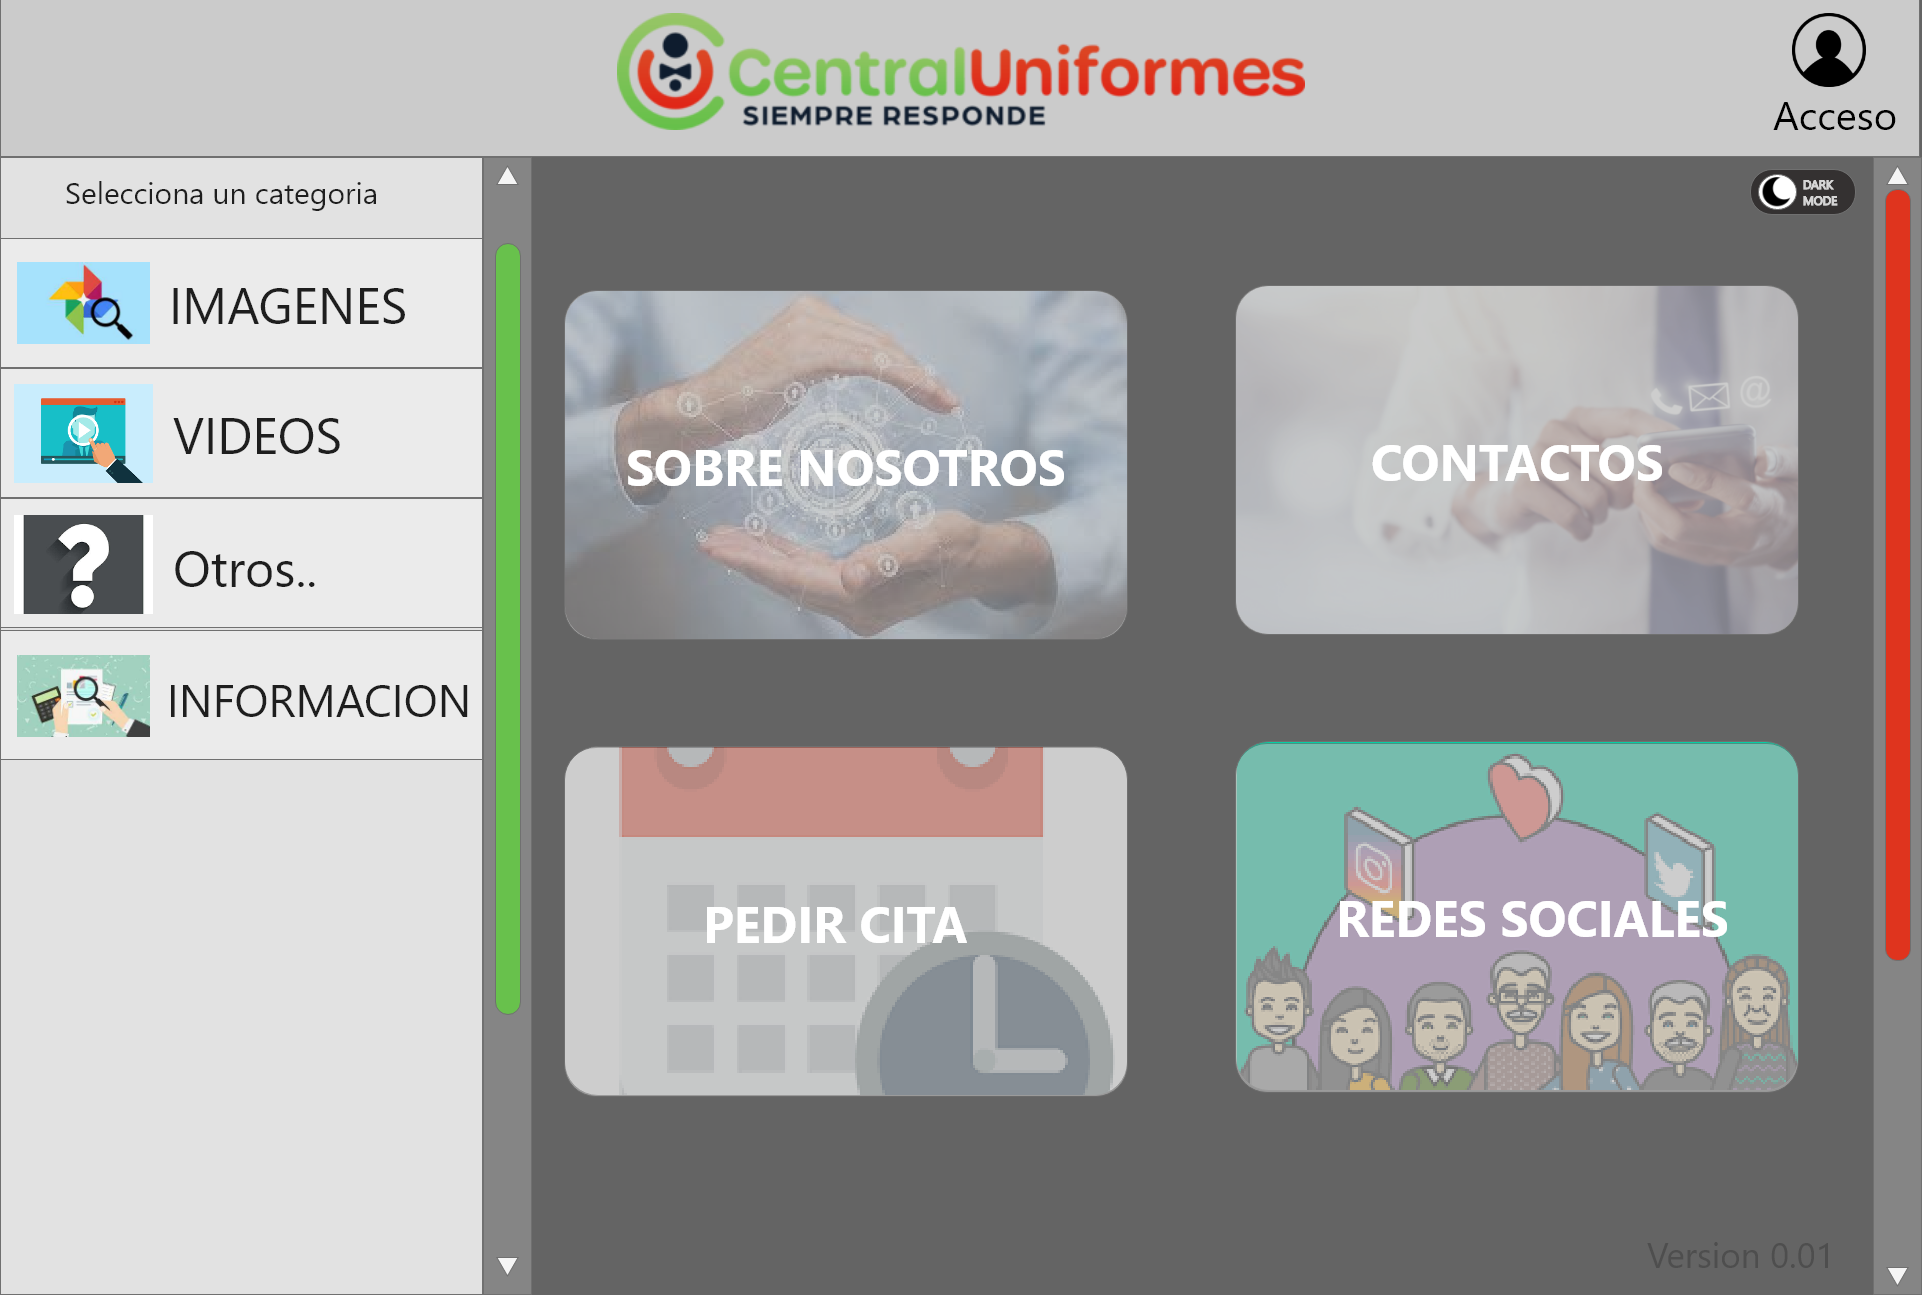 CentralUniformes
SIEMPRE RESPONDE
Acceso
Selecciona un categoria
DARK
MODE
IMAGENES
VIDEOS
Otros..
INFORMACION
SOBRE NOSOTROS
CONTACTOS
PEDIR CITA
REDES SOCIALES
Version 0.01